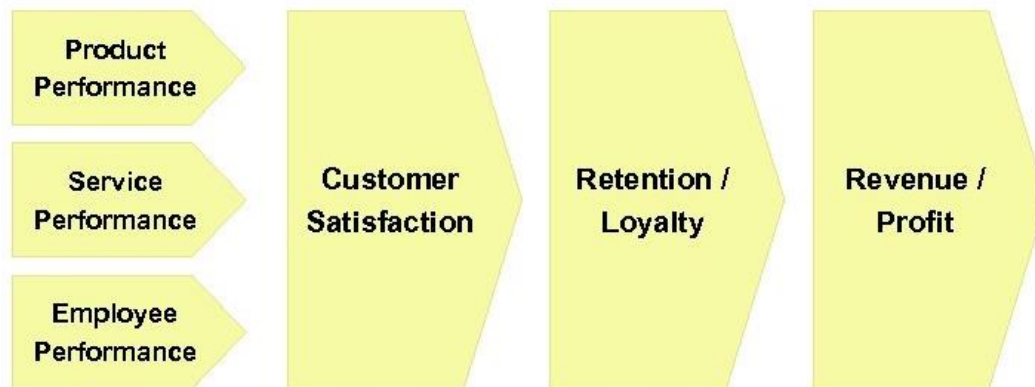 Product
Performance
Service
Performance
Employee
Performance
Customer
Satisfaction
Retention /
Loyalty
Revenue /
Profit